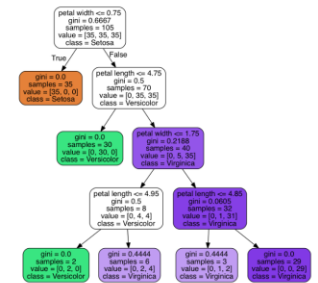 petal width <= 0.75
gini = 0.6667
samples = 105
value = [35, 35, 35]
class = Setosa
True
False
gini = 0.0
samples = 35
value = [35, 0, 0]
class = Setosa
petal length <= 4.75
gini = 0.5
samples = 70
value = [0, 35, 35]
class = Versicolor
gini = 0.0
samples = 30
value = [0, 30, 0]
class = Versicolor
petal width <= 1.75
gini = 0.2188
samples = 40
value = [0, 5, 35]
class = Virginica
petal length <= 4.95
gini = 0.5
samples = 8
value = [0, 4, 4]
class = Versicolor
petal length <= 4.85
gini = 0.0605
samples = 32
value = [0, 1, 31]
class = Virginica
gini = 0.0
samples = 2
value = [0, 2, 0]
class = Versicolor
gini = 0.4444
samples = 6
value = [0, 2, 4]
class = Virginica
gini = 0.4444
samples = 3
value = [0, 1, 2]
class = Virginica
gini = 0.0
samples = 29
value = [0, 0, 29]
class = Virginica